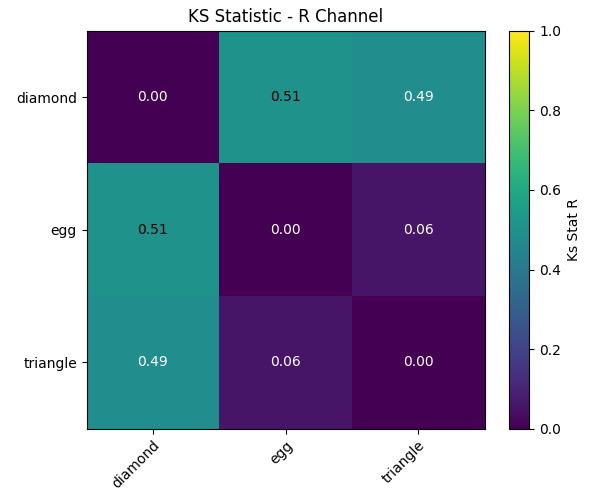 KS Statistic - R Channel
diamond
0.00
0.51
0.49
egg
0.51
0.00
0.06
triangle
0.49
0.06
0.00
diamond
egg
triangle
1.0
0.8
0.6
0.4
0.2
0.0
Ks Stat R